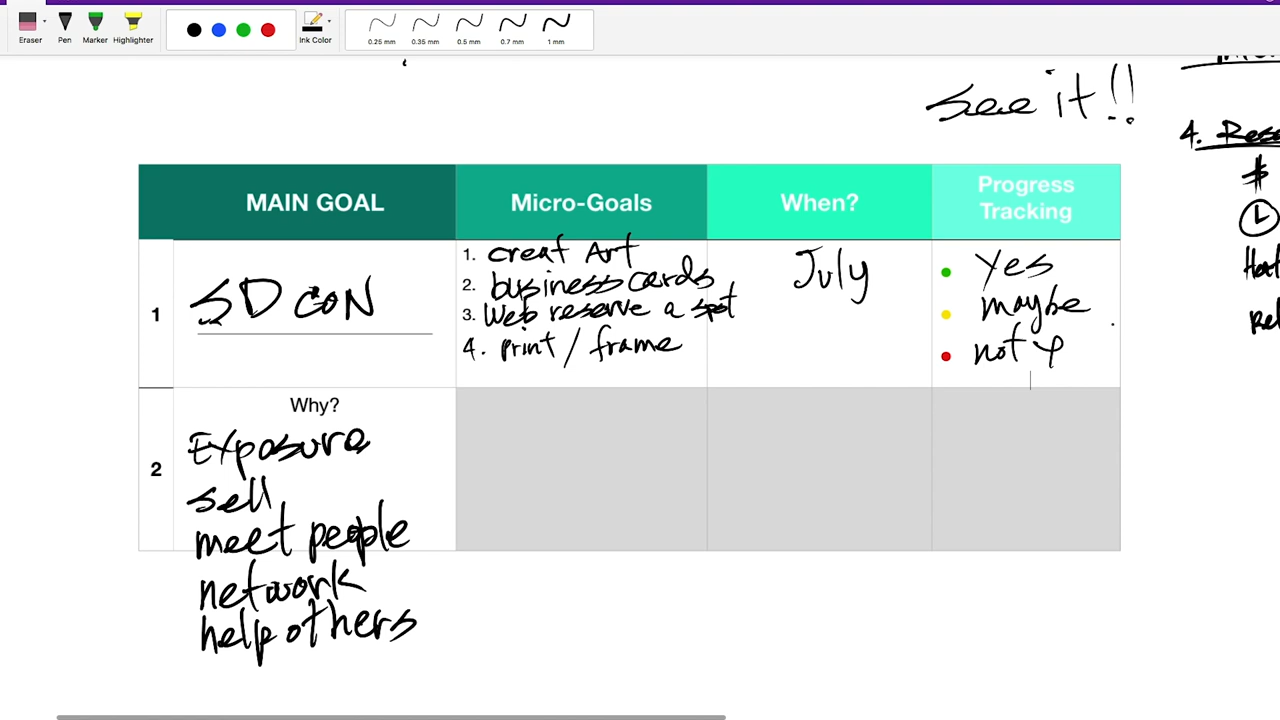 Eraser
Pen
Marker
Highlighter
Ink Color
0.25 mm
0.35 mm
0.5 mm
0.7 mm
1 mm
see it!!
4.
$
MAIN GOAL
Micro-Goals
When?
Progress
Tracking
1
SD CON
1. creat Art
2. business cards
3. Web reserve a spot
4. print / frame
July
Yes
maybe
not
2
Why?
Exposure
sell
meet people
network
help others